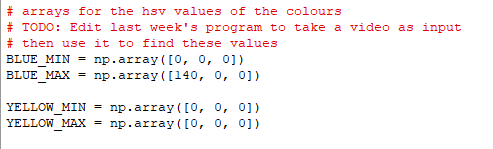 # arrays for the hsv values of the colours
# TODO: Edit last week's program to take a video as input
# then use it to find these values
BLUE_MIN = np.array([0, 0, 0])
BLUE_MAX = np.array([140, 0, 0])
YELLOW_MIN = np.array([0, 0, 0])
YELLOW_MAX = np.array([0, 0, 0])